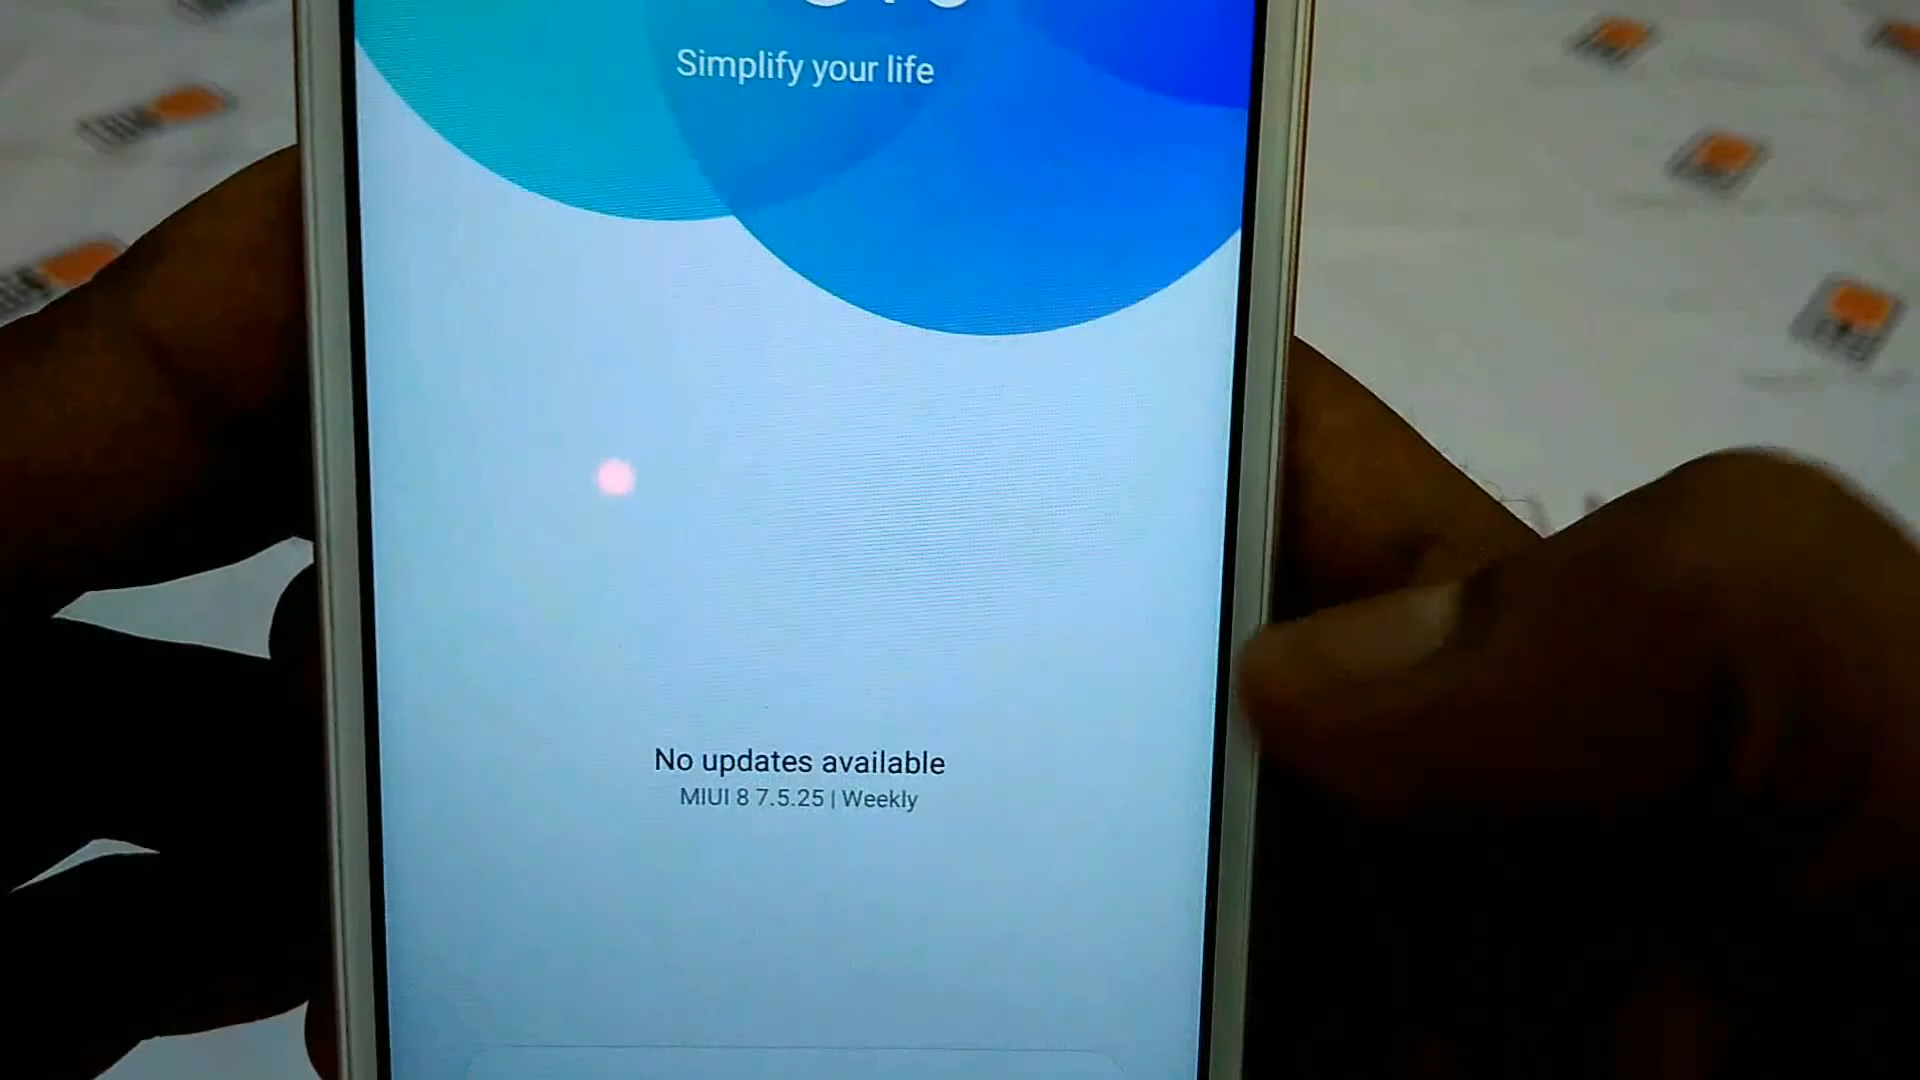 Simplify your life
No updates available
MIUI 8 7.5.25 | Weekly